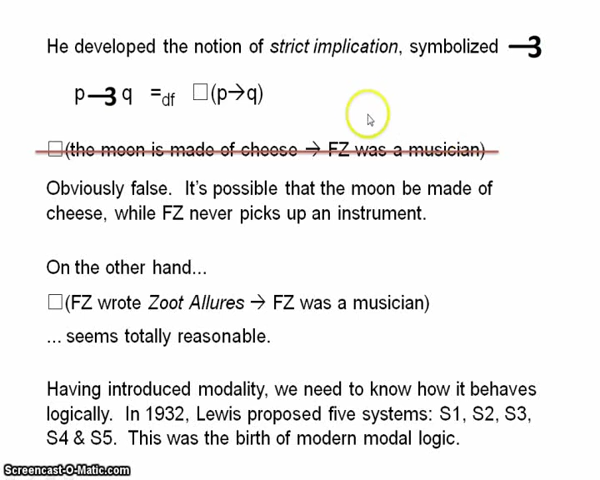 He developed the notion of strict implication, symbolized ⥽
p ⥽ q =df □(p→q)
□(the moon is made of cheese → FZ was a musician)
Obviously false. It's possible that the moon be made of
cheese, while FZ never picks up an instrument.
On the other hand...
□(FZ wrote Zoot Allures → FZ was a musician)
... seems totally reasonable.
Having introduced modality, we need to know how it behaves
logically. In 1932, Lewis proposed five systems: S1, S2, S3,
S4 & S5. This was the birth of modern modal logic.
Screencast-O-Matic.com